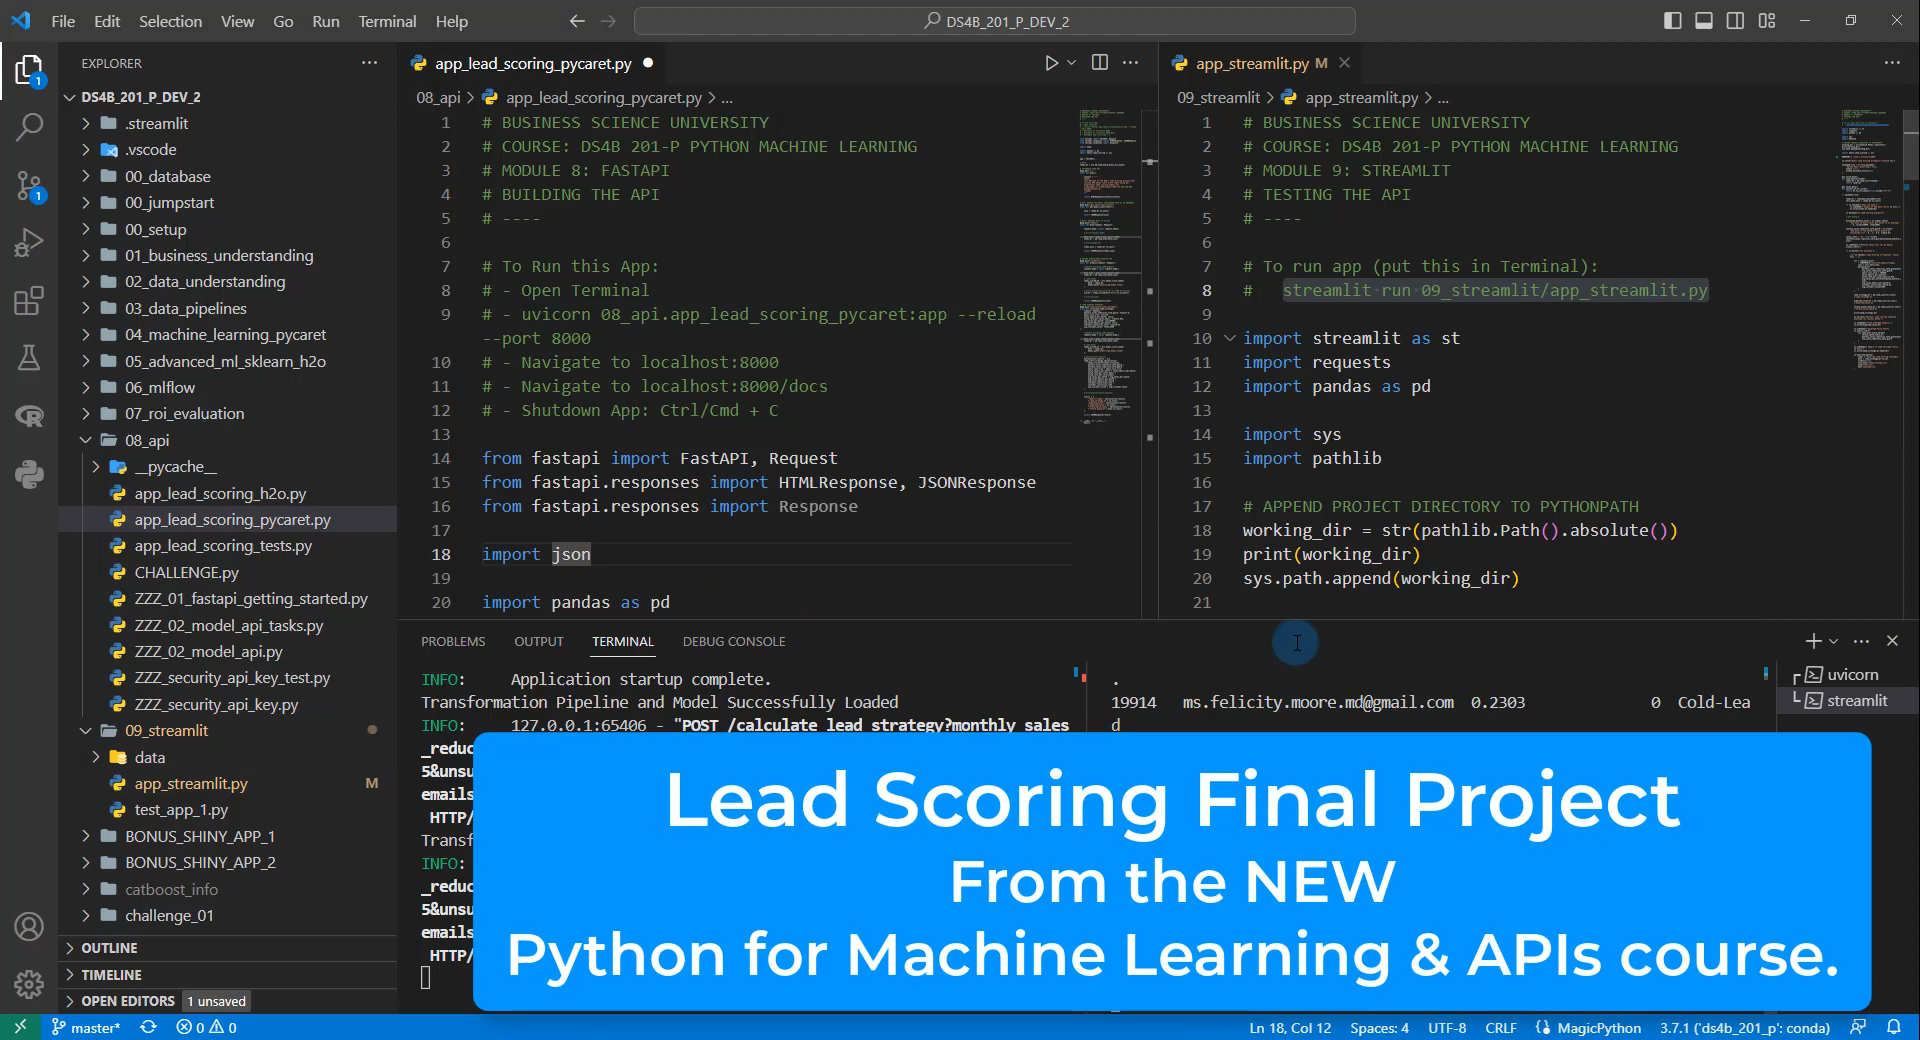 File Edit Selection View Go Run Terminal Help
DS4B_201_P_DEV_2
EXPLORER
DS4B_201_P_DEV_2
.streamlit
.vscode
00_database
00_jumpstart
00_setup
01_business_understanding
02_data_understanding
03_data_pipelines
04_machine_learning_pycaret
05_advanced_ml_sklearn_h2o
06_mlflow
07_roi_evaluation
08_api
__pycache__
app_lead_scoring_h2o.py
app_lead_scoring_pycaret.py
app_lead_scoring_tests.py
CHALLENGE.py
ZZZ_01_fastapi_getting_started.py
ZZZ_02_model_api_tasks.py
ZZZ_02_model_api.py
ZZZ_security_api_key_test.py
ZZZ_security_api_key.py
09_streamlit
data
app_streamlit.py M
test_app_1.py
BONUS_SHINY_APP_1
BONUS_SHINY_APP_2
catboost_info
challenge_01
OUTLINE
TIMELINE
OPEN EDITORS 1 unsaved
1
1
app_lead_scoring_pycaret.py
08_api > app_lead_scoring_pycaret.py > ...
1 # BUSINESS SCIENCE UNIVERSITY
2 # COURSE: DS4B 201-P PYTHON MACHINE LEARNING
3 # MODULE 8: FASTAPI
4 # BUILDING THE API
5 # ----
6
7 # To Run this App:
8 # - Open Terminal
9 # - uvicorn 08_api.app_lead_scoring_pycaret:app --reload
--port 8000
10 # - Navigate to localhost:8000
11 # - Navigate to localhost:8000/docs
12 # - Shutdown App: Ctrl/Cmd + C
13
14 from fastapi import FastAPI, Request
15 from fastapi.responses import HTMLResponse, JSONResponse
16 from fastapi.responses import Response
17
18 import json
19
20 import pandas as pd
app_streamlit.py M
09_streamlit > app_streamlit.py > ...
1 # BUSINESS SCIENCE UNIVERSITY
2 # COURSE: DS4B 201-P PYTHON MACHINE LEARNING
3 # MODULE 9: STREAMLIT
4 # TESTING THE API
5 # ----
6
7 # To run app (put this in Terminal):
8 #   streamlit run 09_streamlit/app_streamlit.py
9
10 import streamlit as st
11 import requests
12 import pandas as pd
13
14 import sys
15 import pathlib
16
17 # APPEND PROJECT DIRECTORY TO PYTHONPATH
18 working_dir = str(pathlib.Path().absolute())
19 print(working_dir)
20 sys.path.append(working_dir)
21
PROBLEMS OUTPUT TERMINAL DEBUG CONSOLE
INFO: Application startup complete.
Transformation Pipeline and Model Successfully Loaded
INFO: 127.0.0.1:65406 - "POST /calculate_lead_strategy?monthly_sales
_reduc
5&unsu
emails
HTTP/
Transf
INFO:
_reduc
5&unsu
emails
HTTP/
.
19914 ms.felicity.moore.md@gmail.com 0.2303 0 Cold-Lea
d
uvicorn
streamlit
Lead Scoring Final Project
From the NEW
Python for Machine Learning & APIs course.
master* 0 0 Ln 18, Col 12 Spaces: 4 UTF-8 CRLF MagicPython 3.7.1 ('ds4b_201_p': conda)